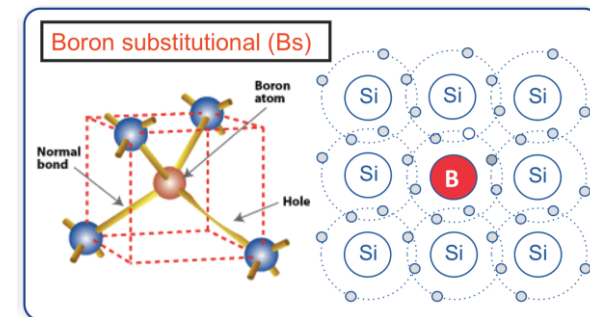 Boron substitutional (Bs)
Boron
atom
Normal
bond
Hole
Si Si Si
Si B Si
Si Si Si